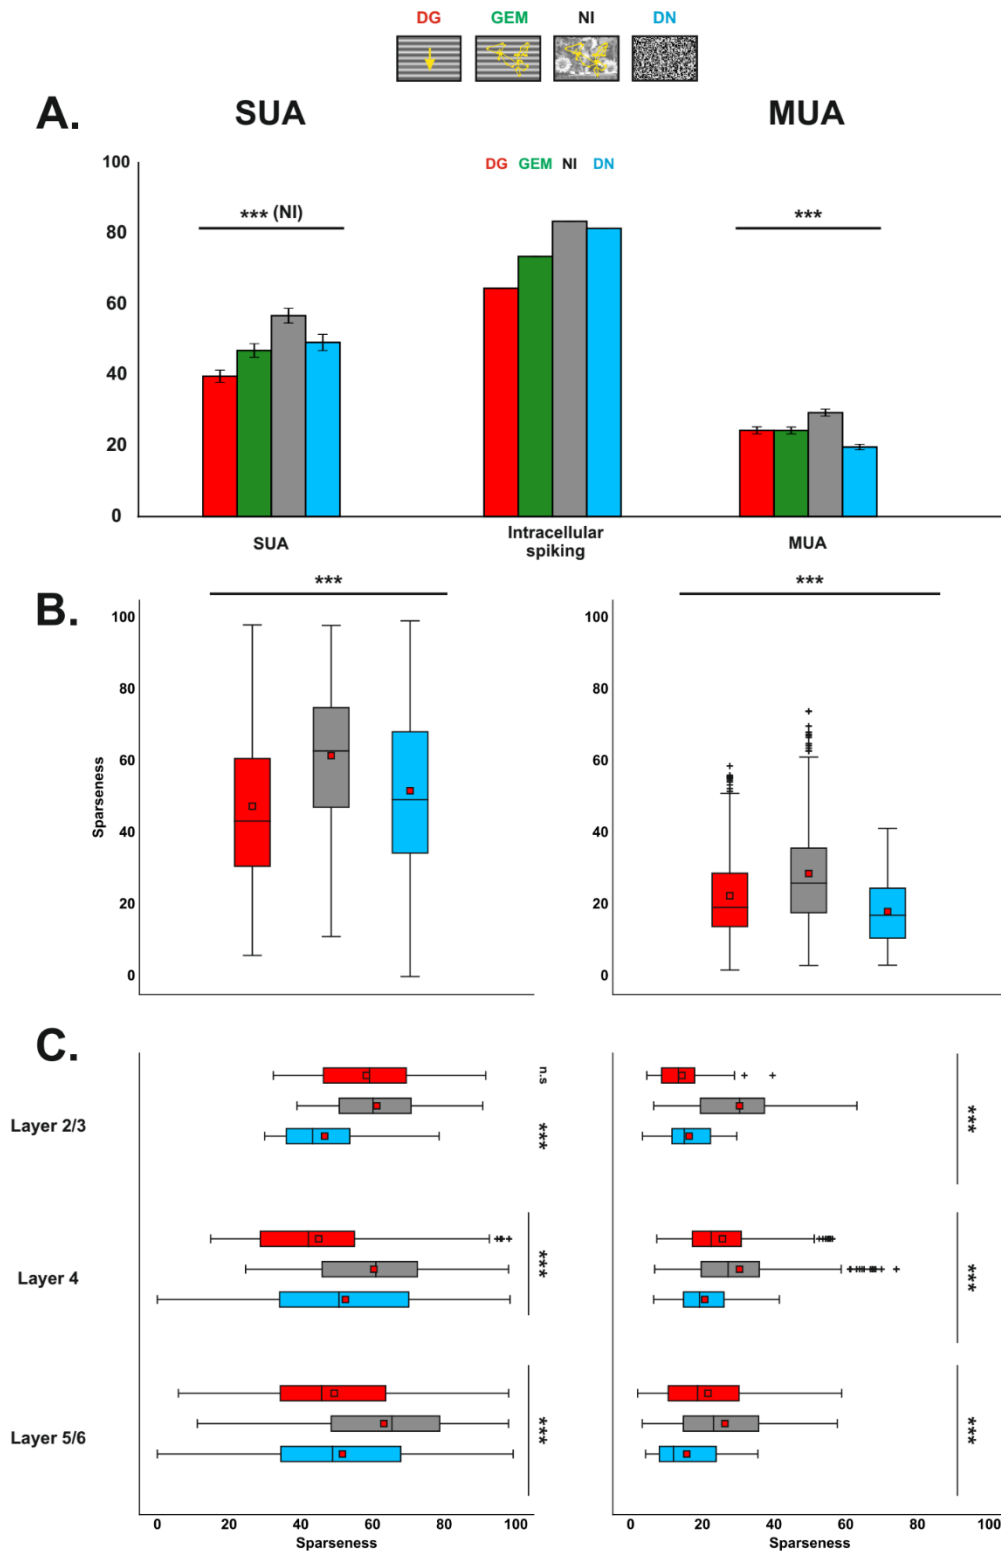 DG GEM NI DN
A. SUA MUA
DG GEM NI DN
100
80
60
40
20
0
*** (NI)
***
SUA
Intracellular
spiking
MUA
B.
***
***
Sparseness
100
80
60
40
20
0
100
80
60
40
20
0
C.
Layer 2/3
n.s
***
***
Layer 4
***
***
Layer 5/6
***
***
0 20 40 60 80 100
Sparseness
0 20 40 60 80 100
Sparseness